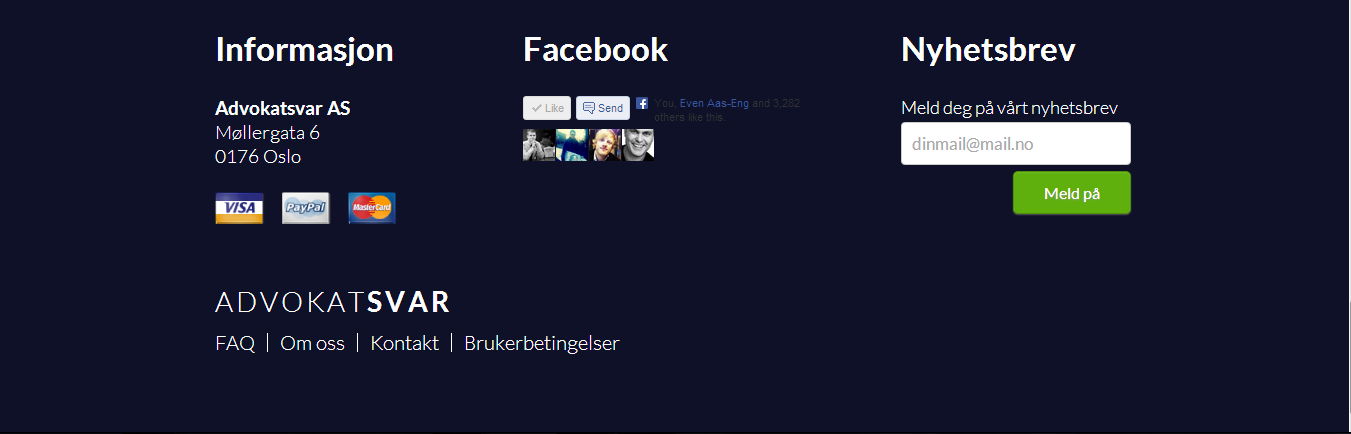 Informasjon
Advokatsvar AS
Møllergata 6
0176 Oslo
VISA PayPal MasterCard
Facebook
Like Send You, Even Aas-Eng and 3,282
others like this.
Nyhetsbrev
Meld deg på vårt nyhetsbrev
dinmail@mail.no
Meld på
ADVOKATSVAR
FAQ | Om oss | Kontakt | Brukerbetingelser